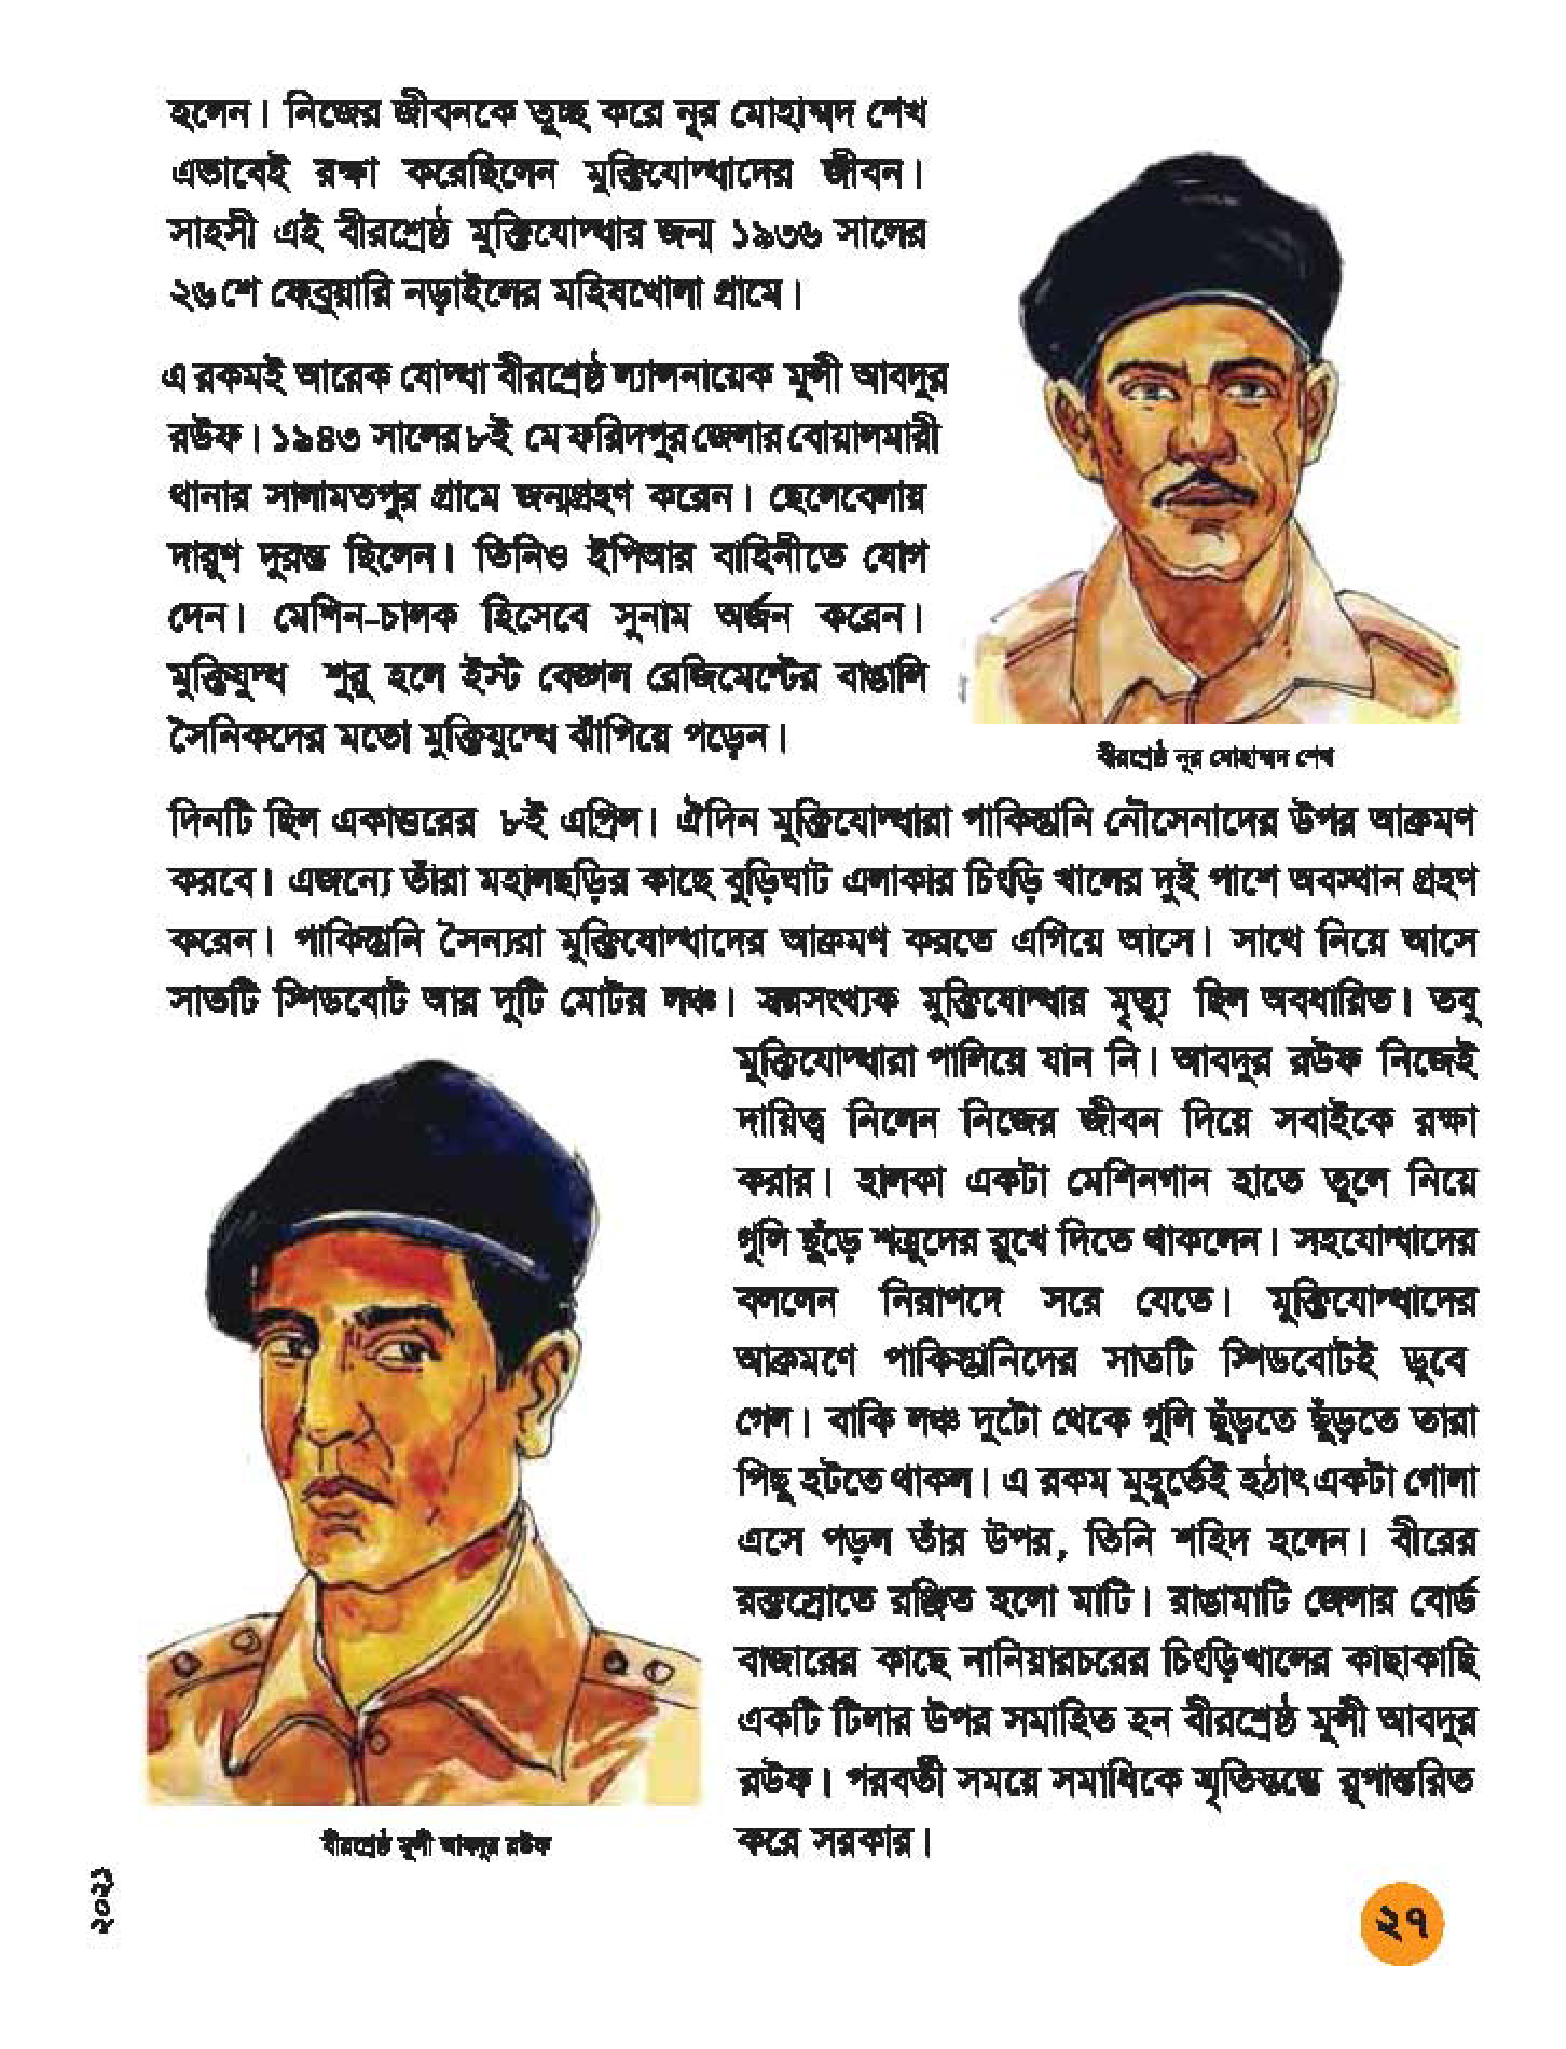 হলেন। নিজের জীবনকে তুচ্ছ করে নূর মোহাম্মদ শেখ
এভাবেই রক্ষা করেছিলেন মুক্তিযোদ্ধাদের জীবন।
সাহসী এই বীরশ্রেষ্ঠ মুক্তিযোদ্ধার জন্ম ১৯৩৬ সালের
২৬শে ফেব্রুয়ারি নড়াইলের মহিষখোলা গ্রামে।
এ রকমই আরেক যোদ্ধা বীরশ্রেষ্ঠ ল্যান্সনায়েক মুন্সী আবদুর
রউফ। ১৯৪৩ সালের ৮ই মে ফরিদপুর জেলার বোয়ালমারী
থানার সালামতপুর গ্রামে জন্মগ্রহণ করেন। ছেলেবেলায়
দারুণ দুরন্ত ছিলেন। তিনিও ইপিআর বাহিনীতে যোগ
দেন। মেশিন-চালক হিসেবে সুনাম অর্জন করেন।
মুক্তিযুদ্ধ শুরু হলে ইস্ট বেঙ্গল রেজিমেন্টের বাঙালি
সৈনিকদের মতো মুক্তিযুদ্ধে ঝাঁপিয়ে পড়েন।
বীরশ্রেষ্ঠ নূর মোহাম্মদ শেখ
দিনটি ছিল একাত্তরের ৮ই এপ্রিল। ঐদিন মুক্তিযোদ্ধারা পাকিস্তানি নৌসেনাদের উপর আক্রমণ
করবে। এজন্যে তাঁরা মহালছড়ির কাছে বুড়িঘাট এলাকার চিংড়ি খালের দুই পাশে অবস্থান গ্রহণ
করেন। পাকিস্তানি সৈন্যরা মুক্তিযোদ্ধাদের আক্রমণ করতে এগিয়ে আসে। সাথে নিয়ে আসে
সাতটি স্পিডবোট আর দুটি মোটর লঞ্চ। স্বল্পসংখ্যক মুক্তিযোদ্ধার মৃত্যু ছিল অবধারিত। তবু
মুক্তিযোদ্ধারা পালিয়ে যান নি। আবদুর রউফ নিজেই
দায়িত্ব নিলেন নিজের জীবন দিয়ে সবাইকে রক্ষা
করার। হালকা একটা মেশিনগান হাতে তুলে নিয়ে
গুলি ছুঁড়ে শত্রুদের রুখে দিতে থাকলেন। সহযোদ্ধাদের
বললেন নিরাপদে সরে যেতে। মুক্তিযোদ্ধাদের
আক্রমণে পাকিস্তানিদের সাতটি স্পিডবোটই ডুবে
গেল। বাকি লঞ্চ দুটো থেকে গুলি ছুঁড়তে ছুঁড়তে তারা
পিছু হটতে থাকল। এ রকম মুহূর্তেই হঠাৎ একটা গোলা
এসে পড়ল তাঁর উপর, তিনি শহিদ হলেন। বীরের
রক্তস্রোতে রঞ্জিত হলো মাটি। রাঙামাটি জেলার বোর্ড
বাজারের কাছে নানিয়ারচরের চিংড়িখালের কাছাকাছি
একটি টিলার উপর সমাহিত হন বীরশ্রেষ্ঠ মুন্সী আবদুর
রউফ। পরবর্তী সময়ে সমাধিকে স্মৃতিস্তম্ভে রূপান্তরিত
করে সরকার।
বীরশ্রেষ্ঠ মুন্সী আবদুর রউফ
২০২১
২৭